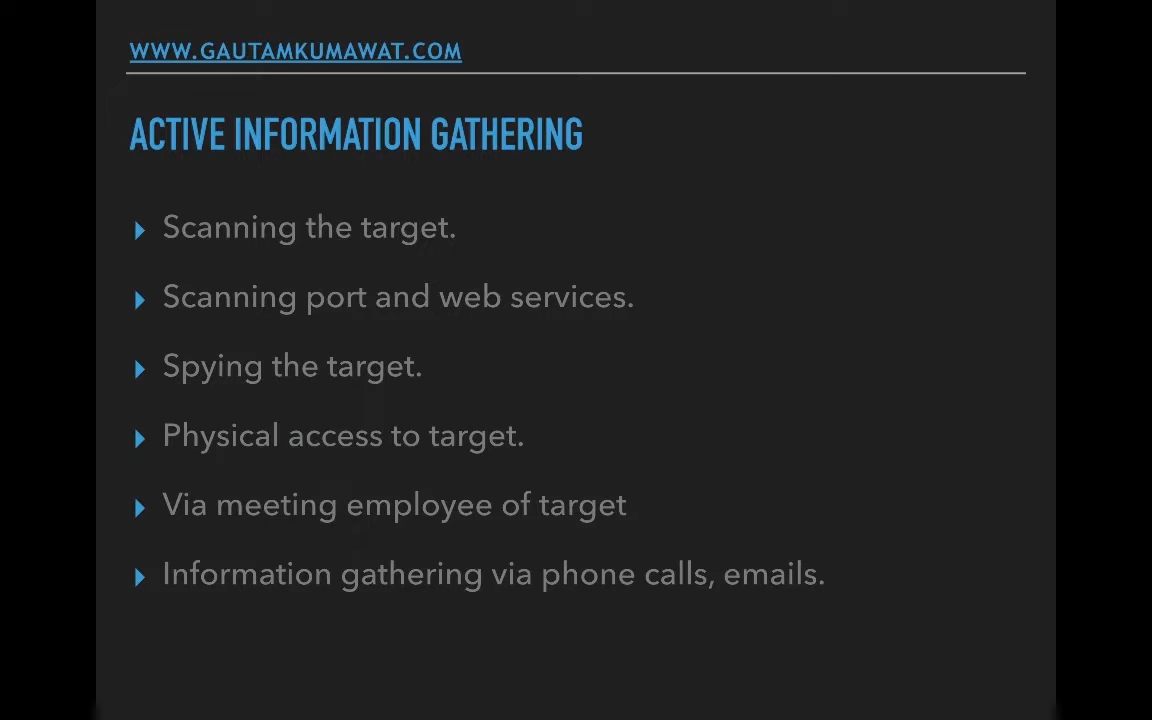 WWW.GAUTAMKUMAWAT.COM
ACTIVE INFORMATION GATHERING
Scanning the target.
Scanning port and web services.
Spying the target.
Physical access to target.
Via meeting employee of target
Information gathering via phone calls, emails.